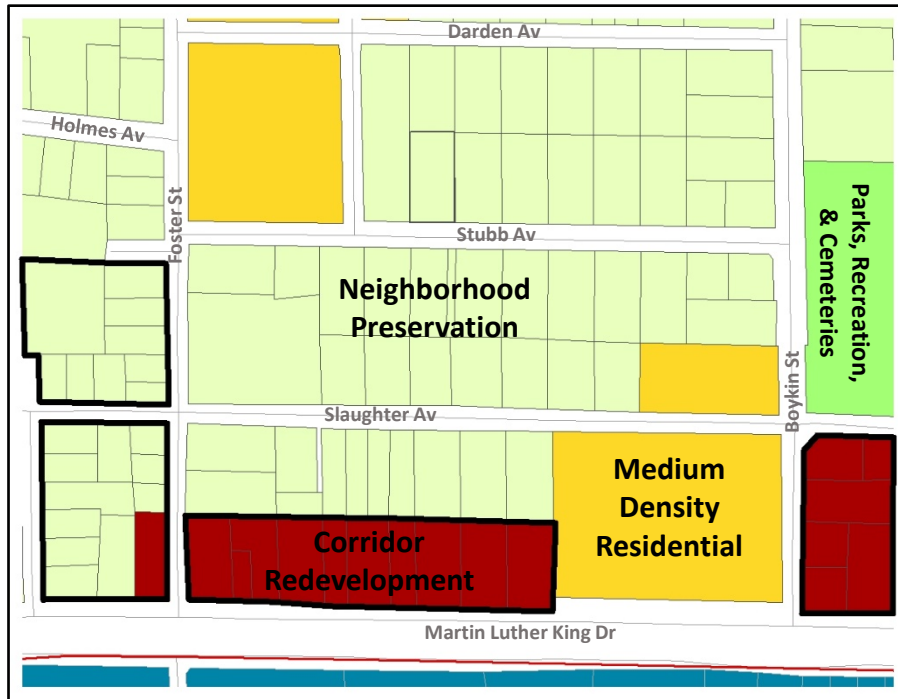 Darden Av
Holmes Av
Foster St
Stubb Av
Parks, Recreation,
& Cemeteries
Neighborhood
Preservation
Boykin St
Slaughter Av
Medium
Density
Residential
Corridor
Redevelopment
Martin Luther King Dr